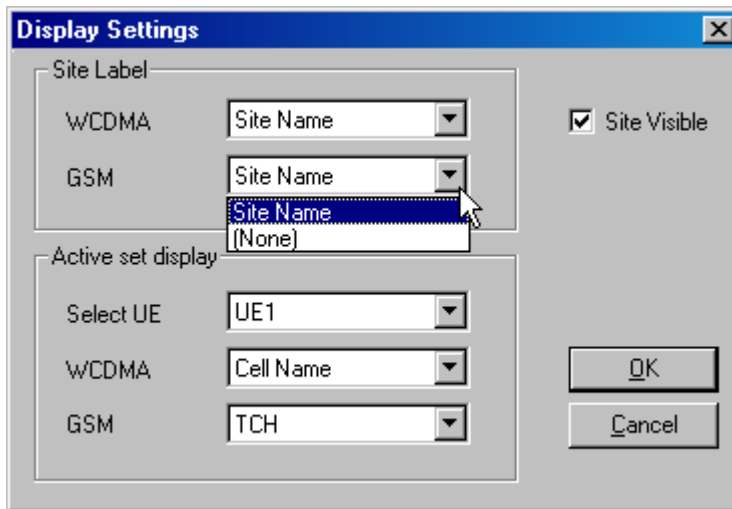 Display Settings
Site Label
WCDMA Site Name
Site Visible
GSM Site Name
Site Name
(None)
Active set display
Select UE UE1
WCDMA Cell Name
OK
GSM TCH
Cancel